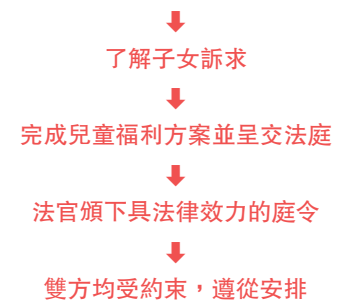 了解子女訴求
完成兒童福利方案並呈交法庭
法官頒下具法律效力的庭令
雙方均受約束，遵從安排